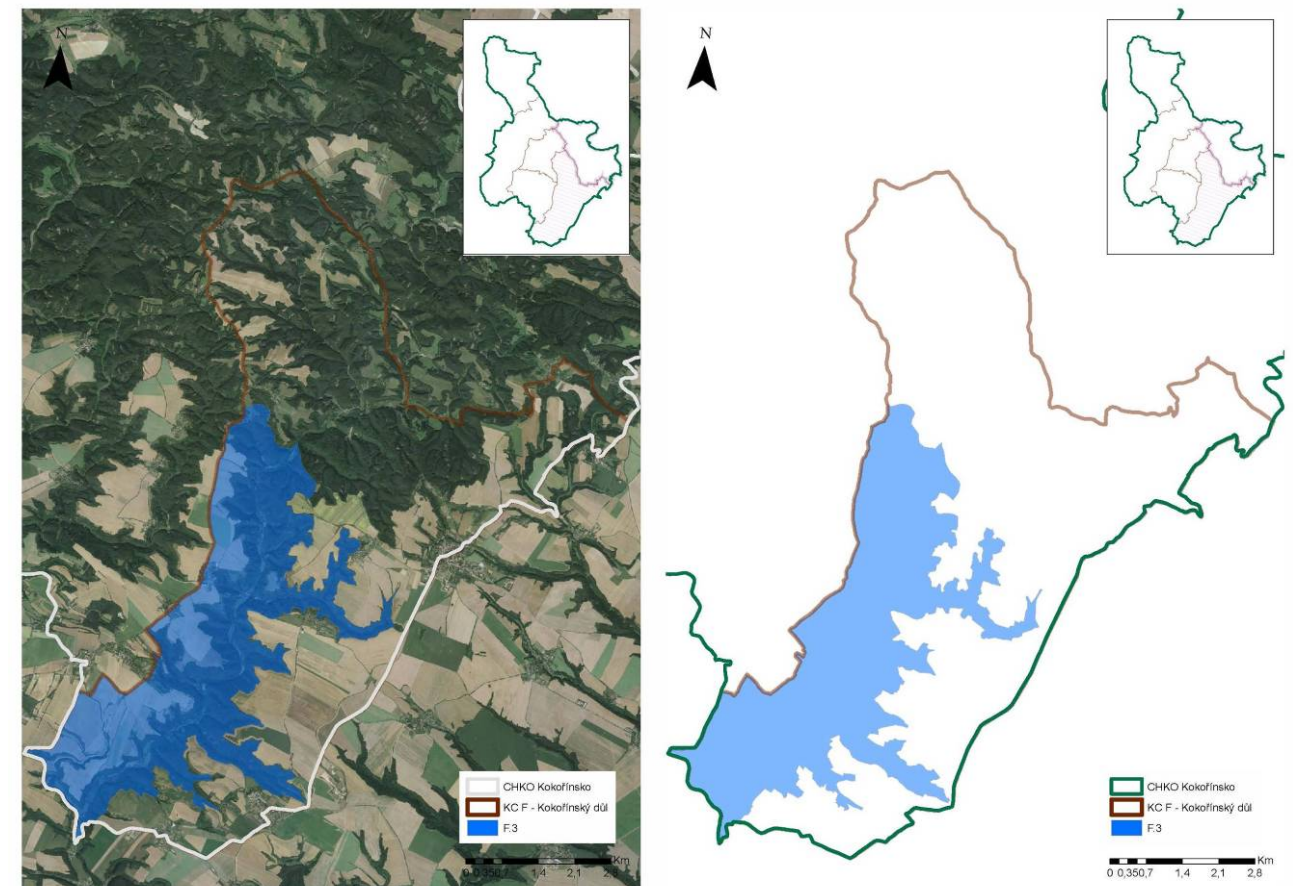 N
CHKO Kokořínsko
KC F - Kokořínský důl
F.3
Km
0 0,350,7 1,4 2,1 2,8
N
CHKO Kokořínsko
KC F - Kokořínský důl
F.3
Km
0 0,350,7 1,4 2,1 2,8